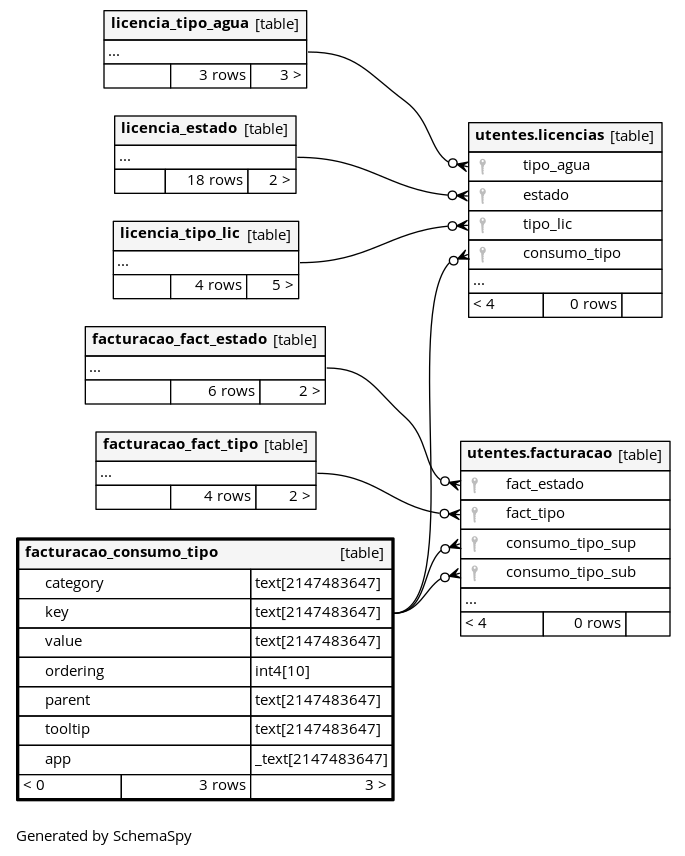 licencia_tipo_agua [table]
...
3 rows 3 >
licencia_estado [table]
...
18 rows 2 >
licencia_tipo_lic [table]
...
4 rows 5 >
facturacao_fact_estado [table]
...
6 rows 2 >
facturacao_fact_tipo [table]
...
4 rows 2 >
facturacao_consumo_tipo [table]
category text[2147483647]
key text[2147483647]
value text[2147483647]
ordering int4[10]
parent text[2147483647]
tooltip text[2147483647]
app _text[2147483647]
< 0 3 rows 3 >
utentes.licencias [table]
tipo_agua
estado
tipo_lic
consumo_tipo
...
< 4 0 rows
utentes.facturacao [table]
fact_estado
fact_tipo
consumo_tipo_sup
consumo_tipo_sub
...
< 4 0 rows
Generated by SchemaSpy